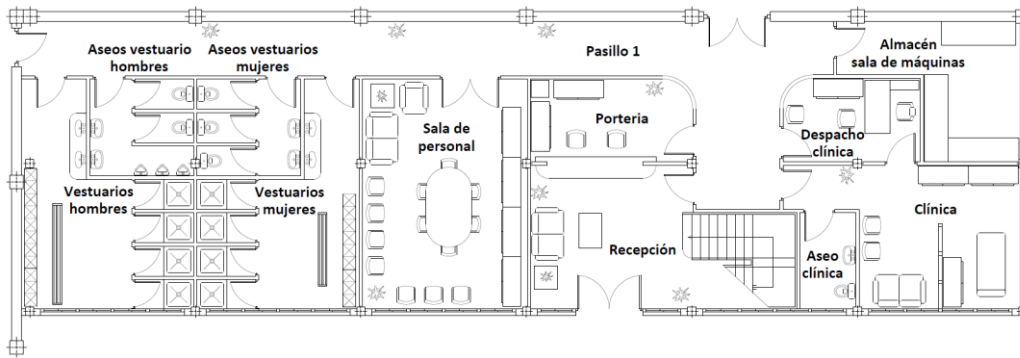 Aseos vestuario
hombres
Aseos vestuarios
mujeres
Pasillo 1
Almacén
sala de máquinas
Sala de
personal
Porteria
Despacho
clínica
Vestuarios
hombres
Vestuarios
mujeres
Recepción
Aseo
clínica
Clínica